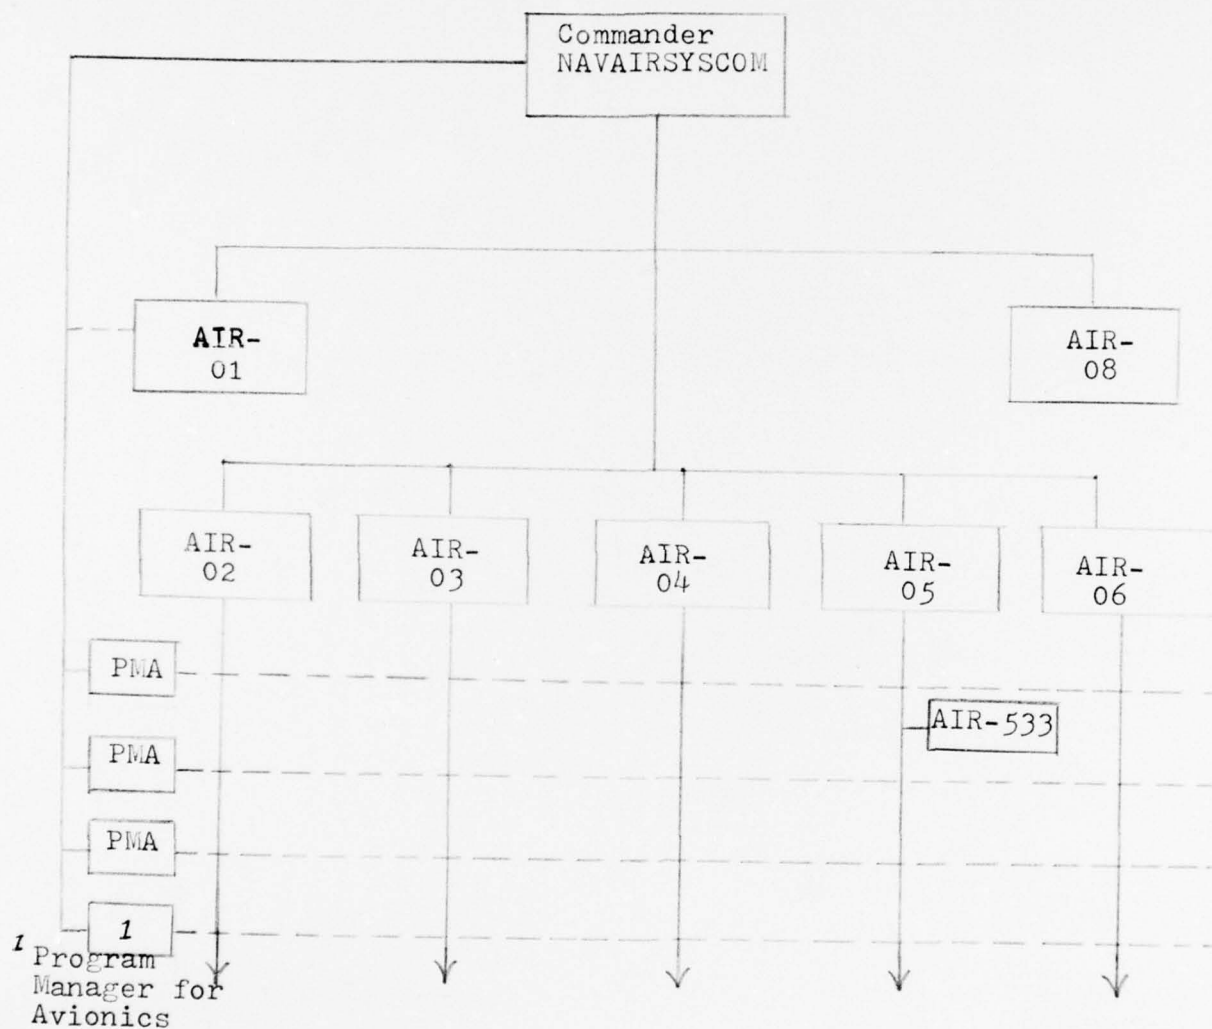 Commander
NAVAIRSYSCOM
AIR-
01
AIR-
08
AIR-
02
AIR-
03
AIR-
04
AIR-
05
AIR-
06
PMA
AIR-533
PMA
PMA
1
1 Program
Manager for
Avionics